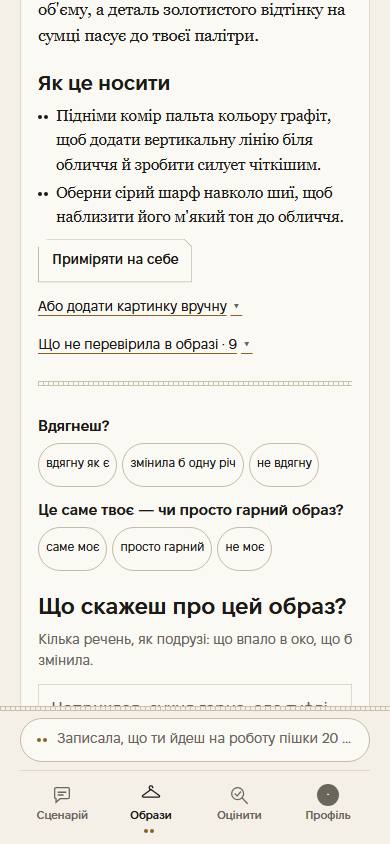 об'єму, а деталь золотистого відтінку на
сумці пасує до твоєї палітри.
Як це носити
Підніми комір пальта кольору графіт,
щоб додати вертикальну лінію біля
обличчя й зробити силует чіткішим.
Оберни сірий шарф навколо шиї, щоб
наблизити його м'який тон до обличчя.
Приміряти на себе
Або додати картинку вручну
Що не перевірила в образі · 9
Вдягнеш?
вдягну як є
змінила б одну річ
не вдягну
Це саме твоє — чи просто гарний образ?
саме моє
просто гарний
не моє
Що скажеш про цей образ?
Кілька речень, як подрузі: що впало в око, що б
змінила.
Записала, що ти йдеш на роботу пішки 20 ...
Сценарій
Образи
Оцінити
Профіль